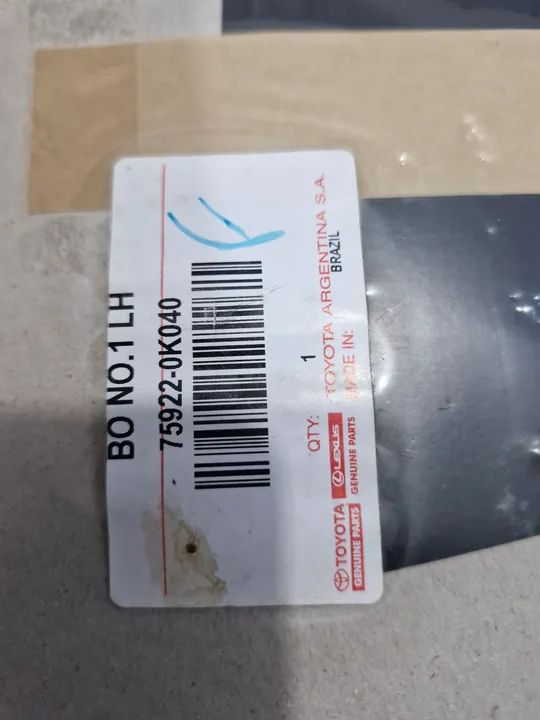 BO NO.1 LH
75922-0K040
QTY: 1
TOYOTA ARGENTINA S.A.
MADE IN: BRAZIL
TOYOTA
GENUINE PARTS
LEXUS
GENUINE PARTS